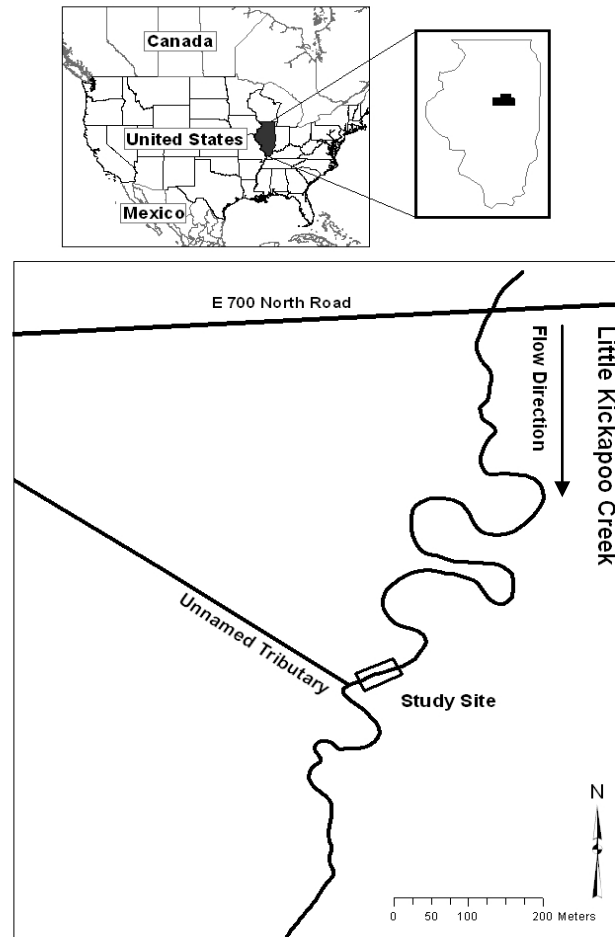 Canada
United States
Mexico
E 700 North Road
Flow Direction
Little Kickapoo Creek
Unnamed Tributary
Study Site
N
0 50 100 200 Meters